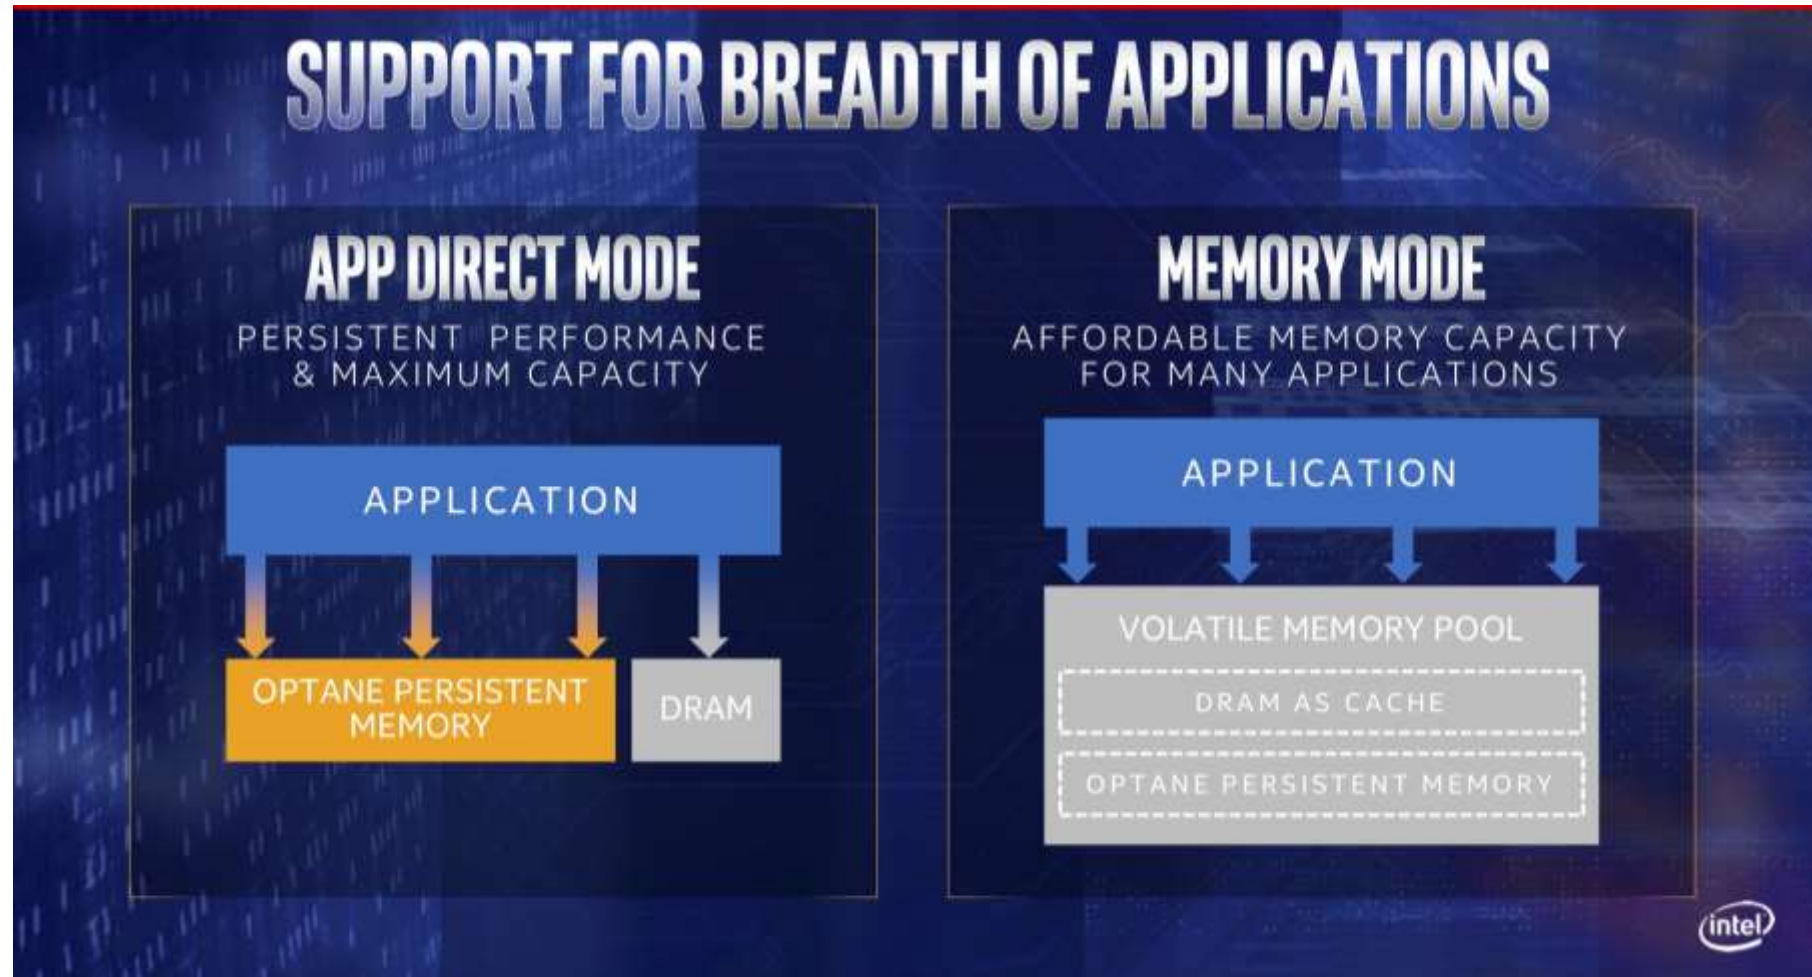 SUPPORT FOR BREADTH OF APPLICATIONS
APP DIRECT MODE
PERSISTENT PERFORMANCE
& MAXIMUM CAPACITY
APPLICATION
OPTANE PERSISTENT
MEMORY
DRAM
MEMORY MODE
AFFORDABLE MEMORY CAPACITY
FOR MANY APPLICATIONS
APPLICATION
VOLATILE MEMORY POOL
DRAM AS CACHE
OPTANE PERSISTENT MEMORY
intel